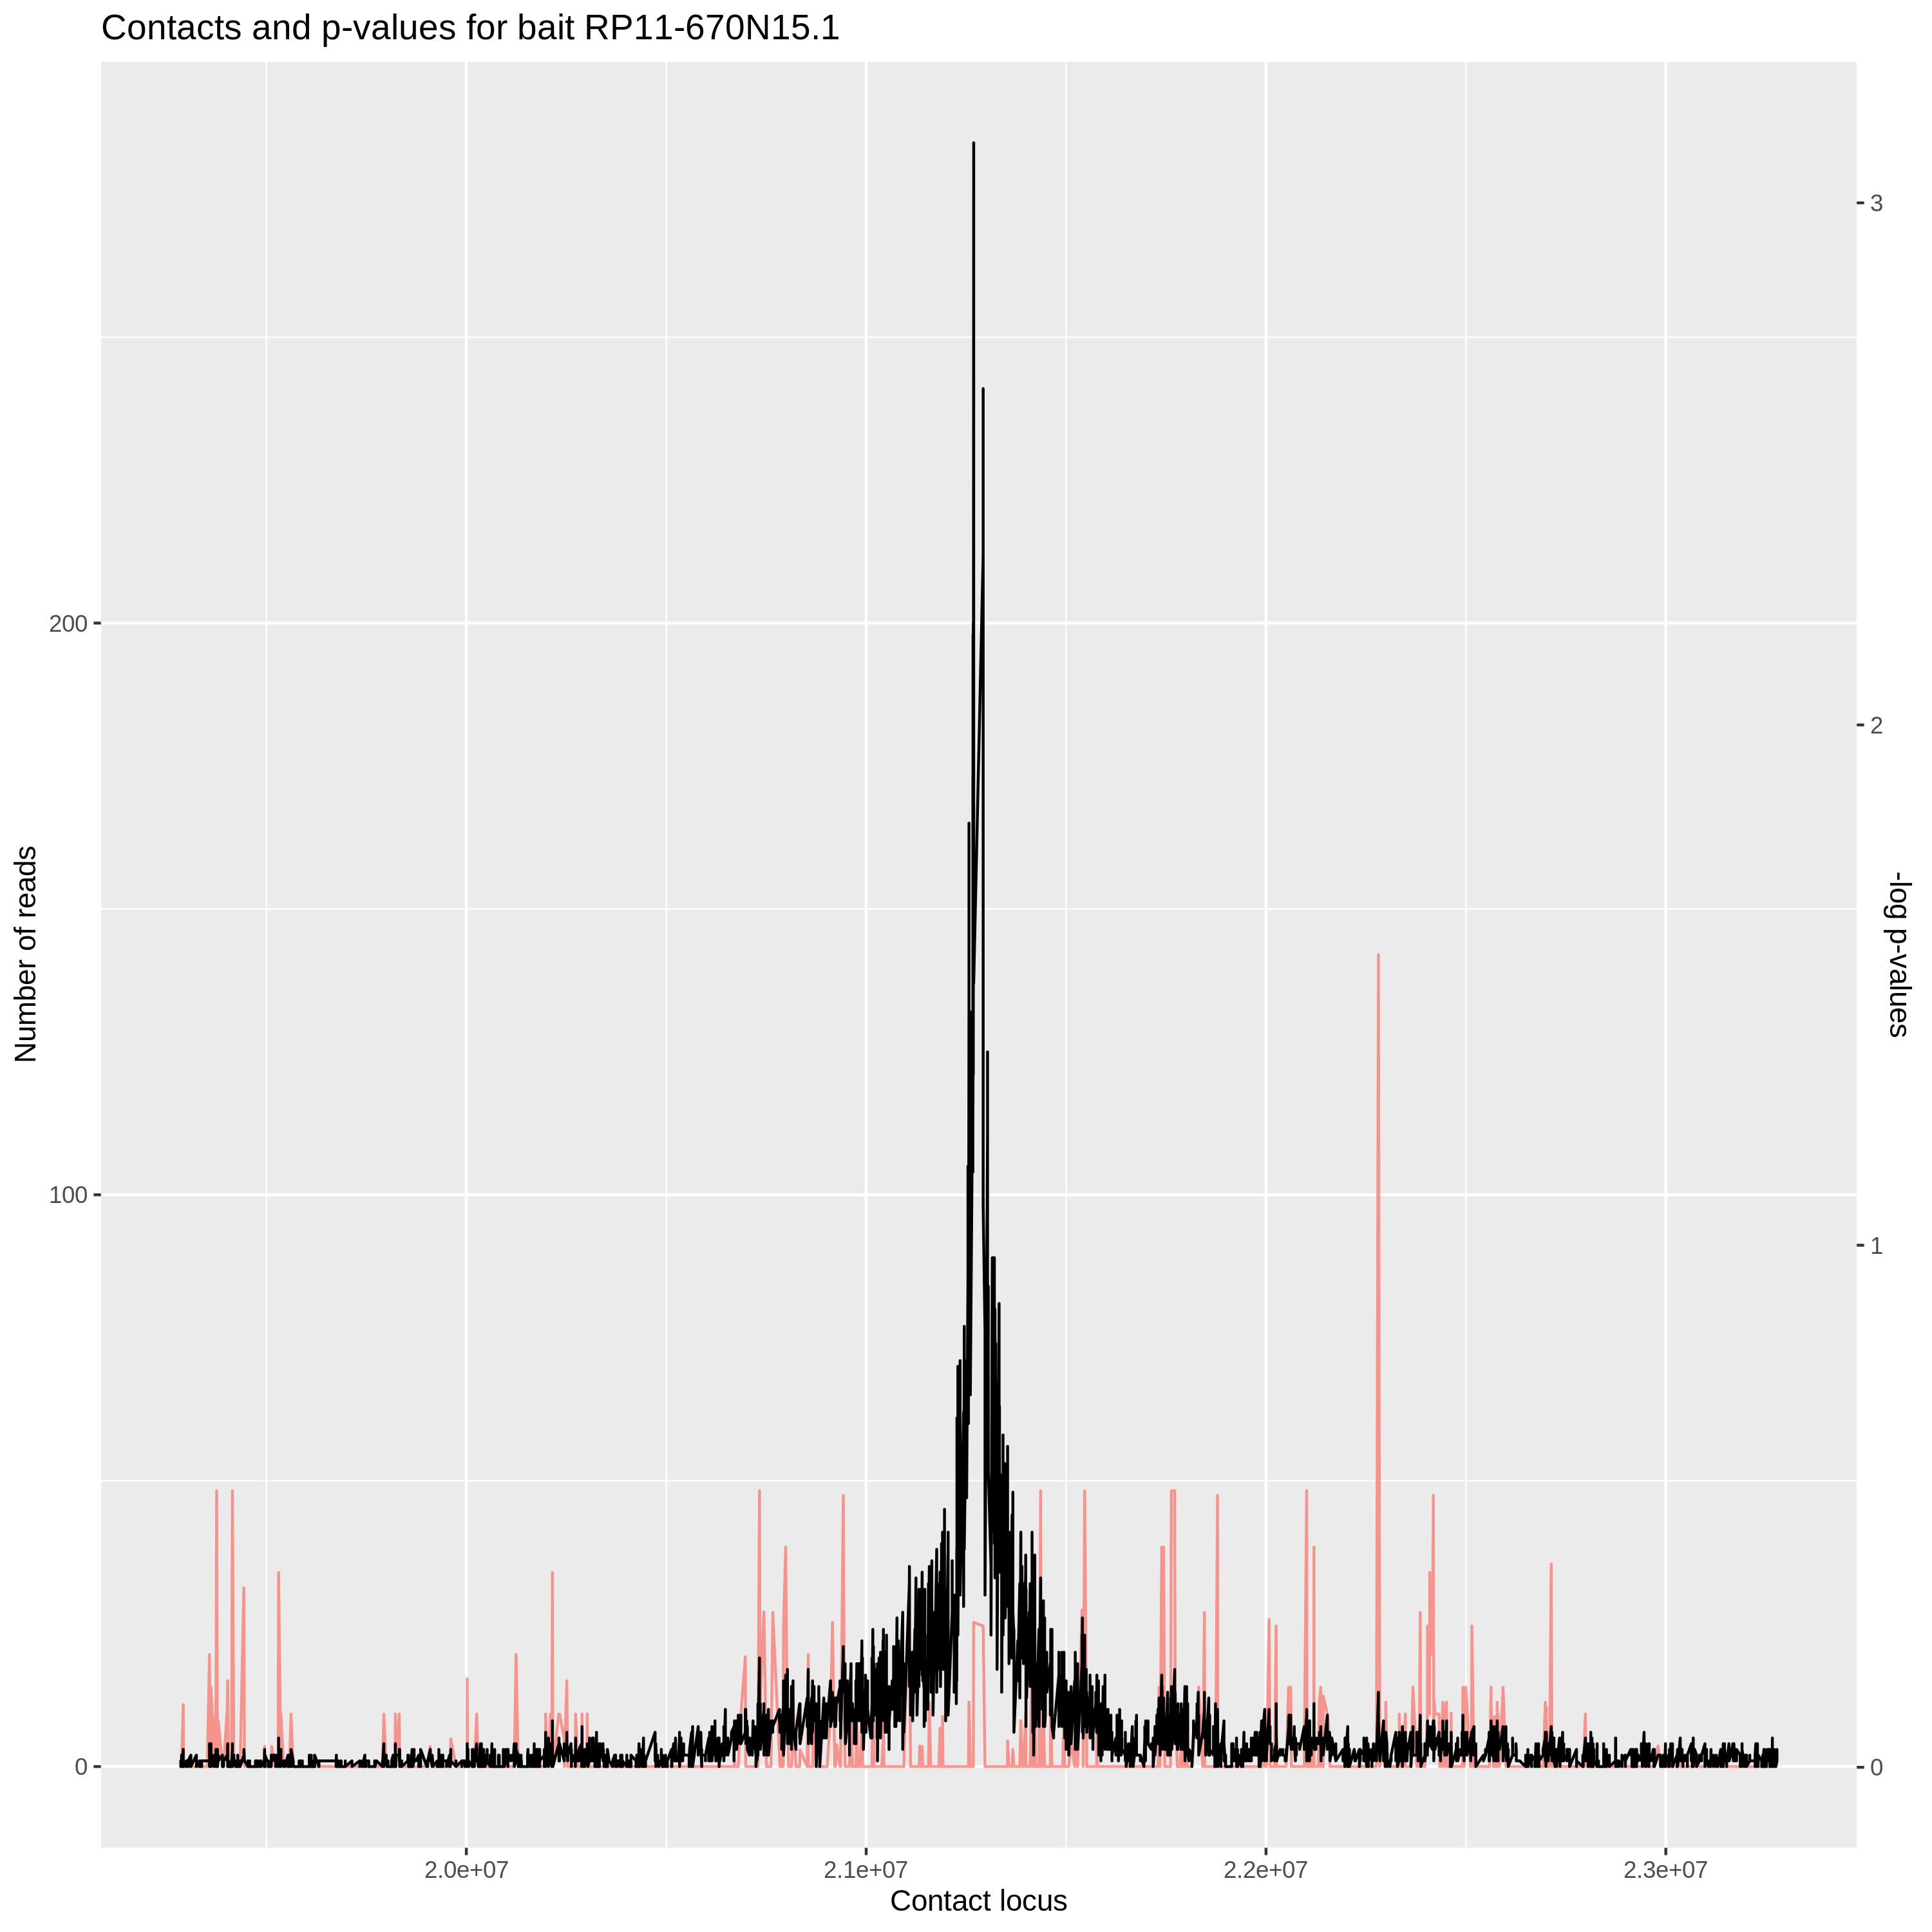 Contacts and p-values for bait RP11-670N15.1
200
100
0
Number of reads
3
2
1
0
-log p-values
2.0e+07
2.1e+07
2.2e+07
2.3e+07
Contact locus